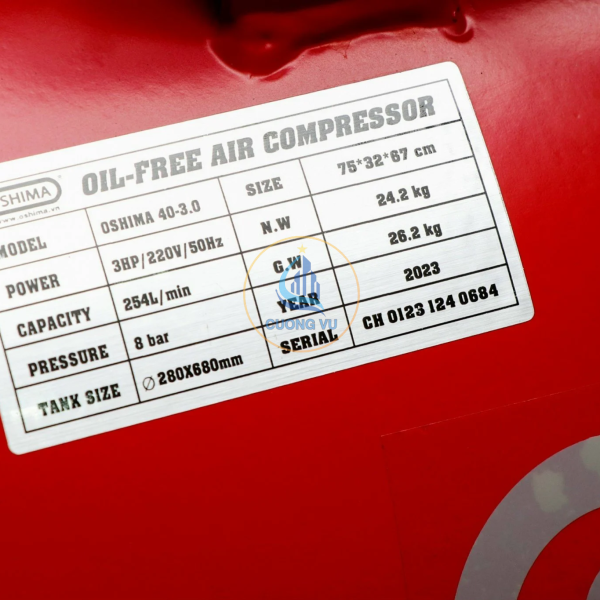 OSHIMA OIL-FREE AIR COMPRESSOR
www.oshima.vn
MODEL OSHIMA 40-3.0 SIZE 75*32*67 cm
POWER 3HP/220V/50Hz N.W 24.2 kg
CAPACITY 254L/min G.W 26.2 kg
PRESSURE 8 bar YEAR 2023
TANK SIZE Ø 280X680mm SERIAL CH 0123 124 0684
CUONG VU